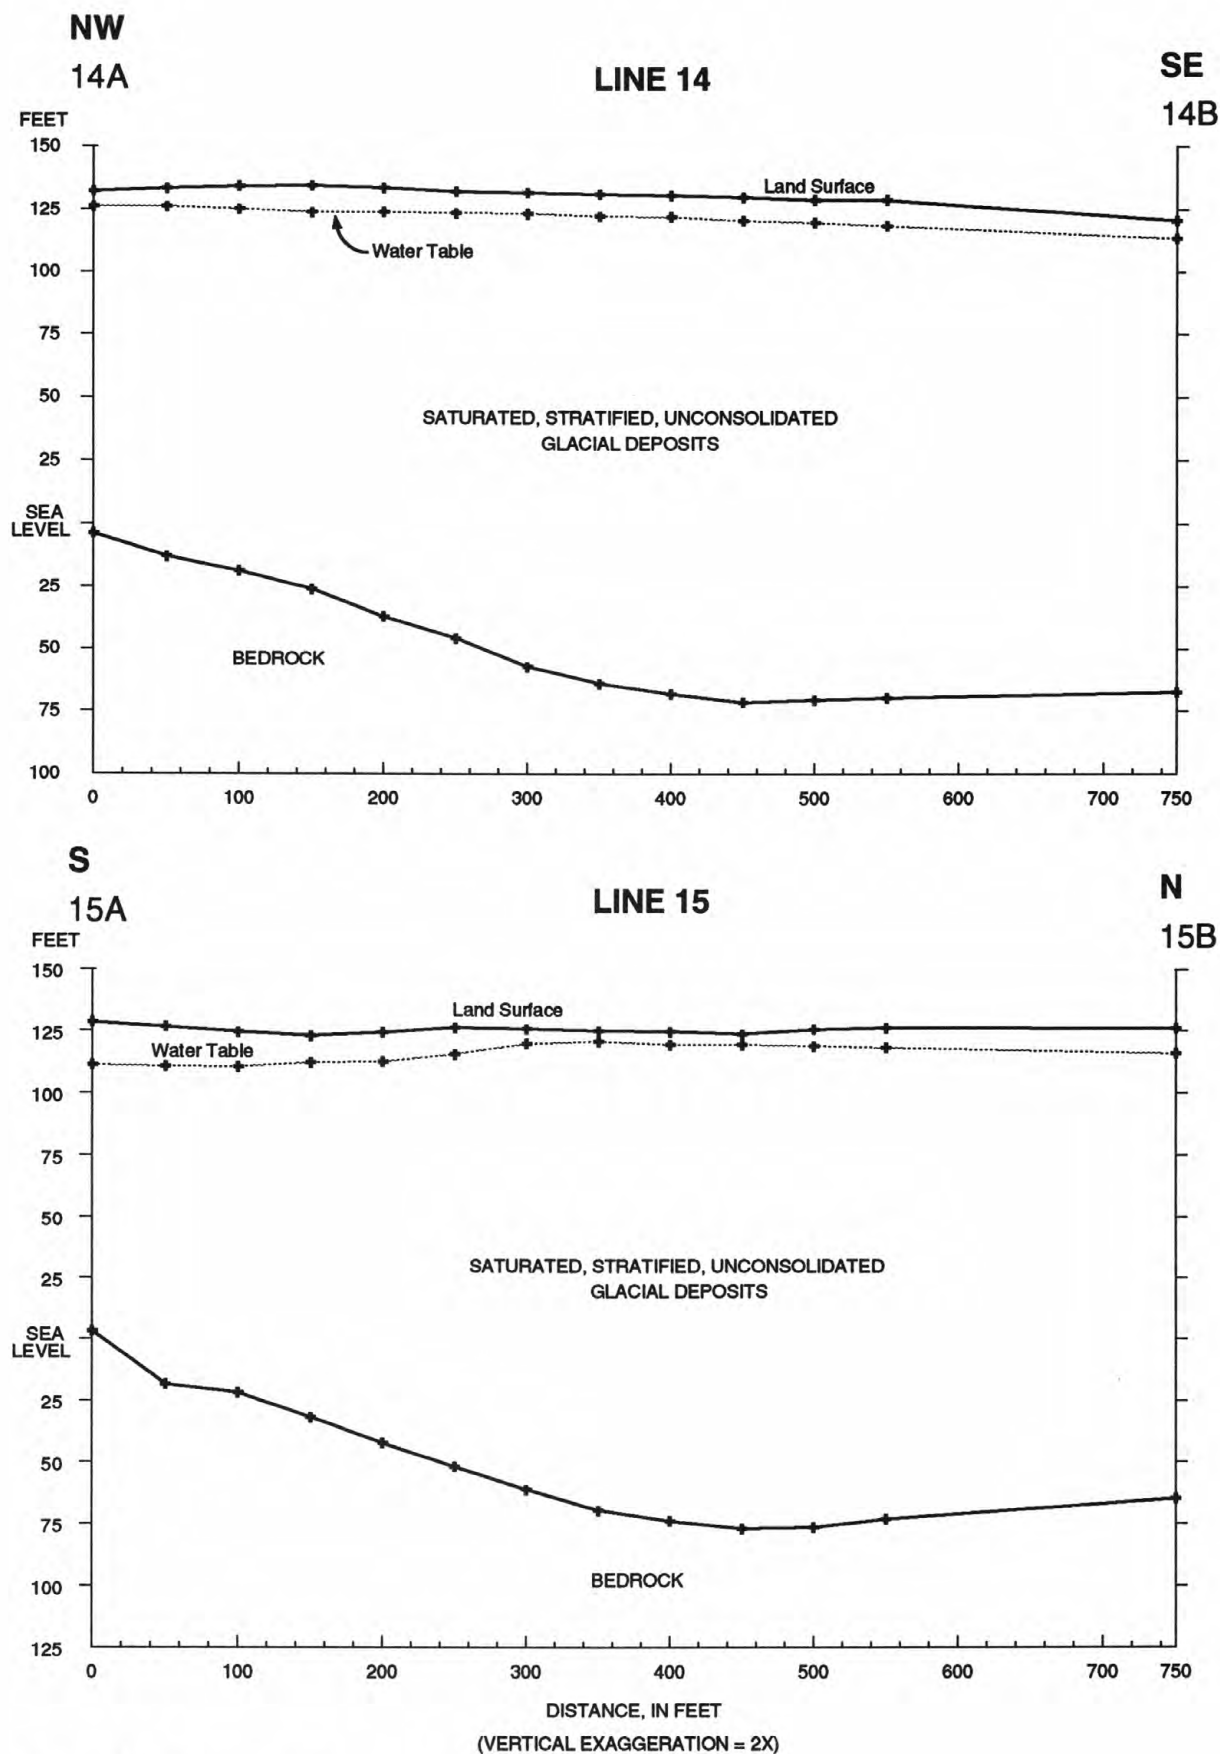 NW
14A
LINE 14
SE
14B
FEET
150
125
100
75
50
25
SEA
LEVEL
25
50
75
100
Land Surface
Water Table
SATURATED, STRATIFIED, UNCONSOLIDATED
GLACIAL DEPOSITS
BEDROCK
0 100 200 300 400 500 600 700 750
S
15A
LINE 15
N
15B
FEET
150
125
100
75
50
25
SEA
LEVEL
25
50
75
100
125
Land Surface
Water Table
SATURATED, STRATIFIED, UNCONSOLIDATED
GLACIAL DEPOSITS
BEDROCK
0 100 200 300 400 500 600 700 750
DISTANCE, IN FEET
(VERTICAL EXAGGERATION = 2X)